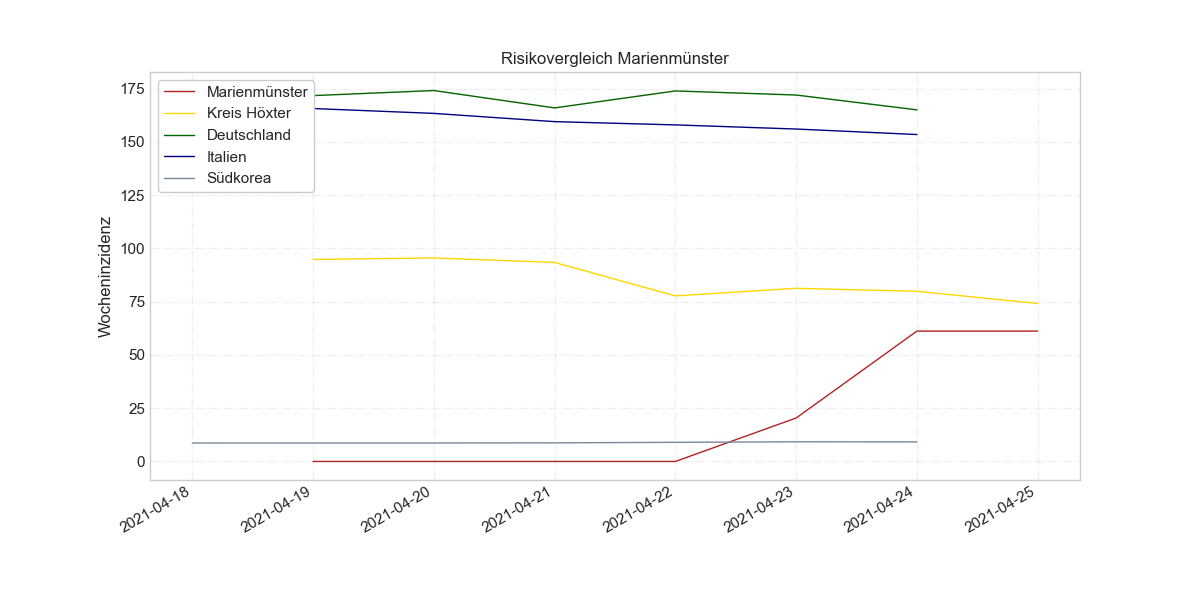 Risikovergleich Marienmünster
Marienmünster
Kreis Höxter
Deutschland
Italien
Südkorea
Wocheninzidenz
175
150
125
100
75
50
25
0
2021-04-18
2021-04-19
2021-04-20
2021-04-21
2021-04-22
2021-04-23
2021-04-24
2021-04-25